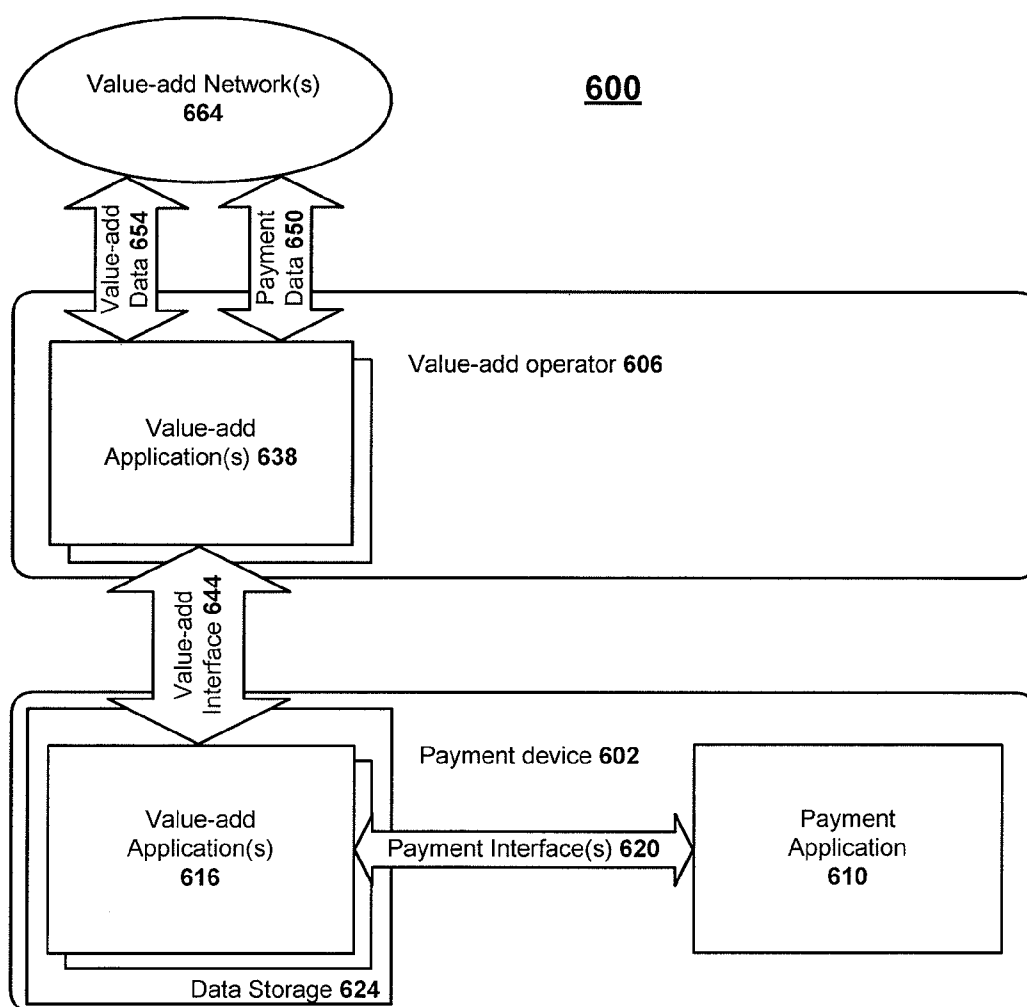 Value-add Network(s)
664
600
Value-add
Data 654
Payment
Data 650
Value-add operator 606
Value-add
Application(s) 638
Value-add
Interface 644
Payment device 602
Value-add
Application(s)
616
Payment Interface(s) 620
Payment
Application
610
Data Storage 624